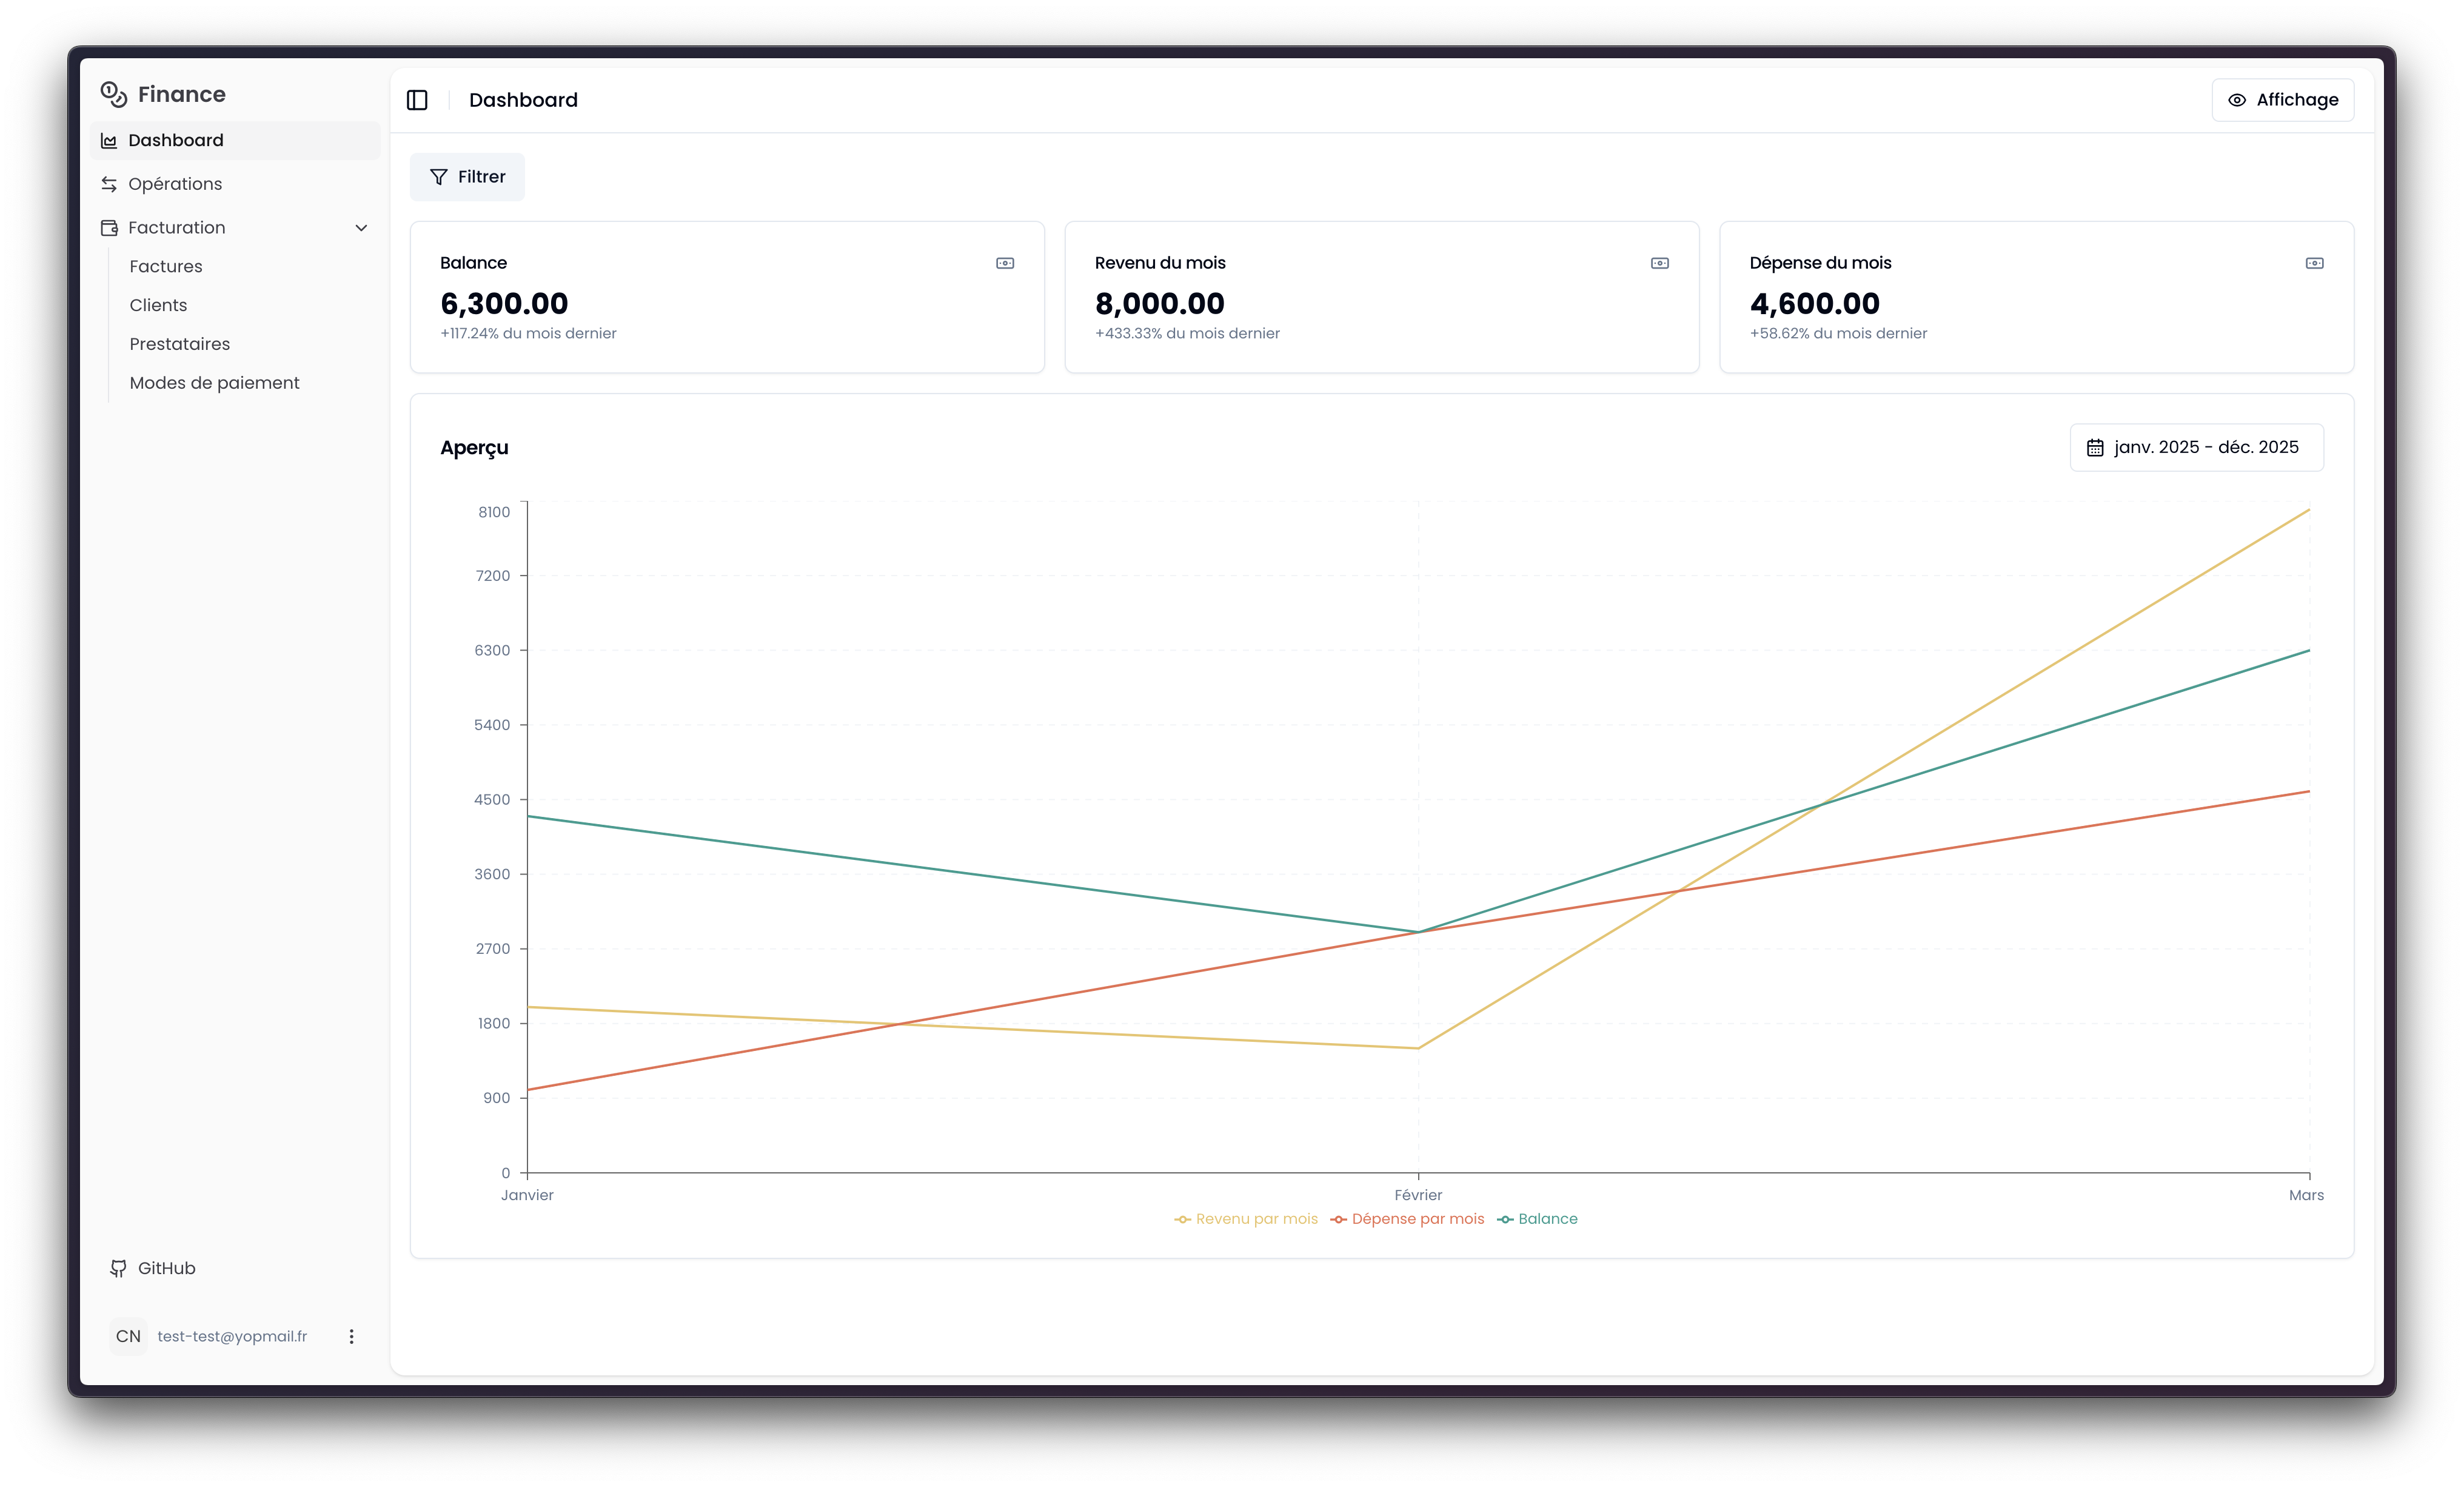 Finance
Dashboard
Opérations
Facturation
Factures
Clients
Prestataires
Modes de paiement
GitHub
CN test-test@yopmail.fr
Dashboard
Affichage
Filtrer
Balance
6,300.00
+117.24% du mois dernier
Revenu du mois
8,000.00
+433.33% du mois dernier
Dépense du mois
4,600.00
+58.62% du mois dernier
Aperçu
janv. 2025 - déc. 2025
8100
7200
6300
5400
4500
3600
2700
1800
900
0
Janvier Février Mars
Revenu par mois Dépense par mois Balance